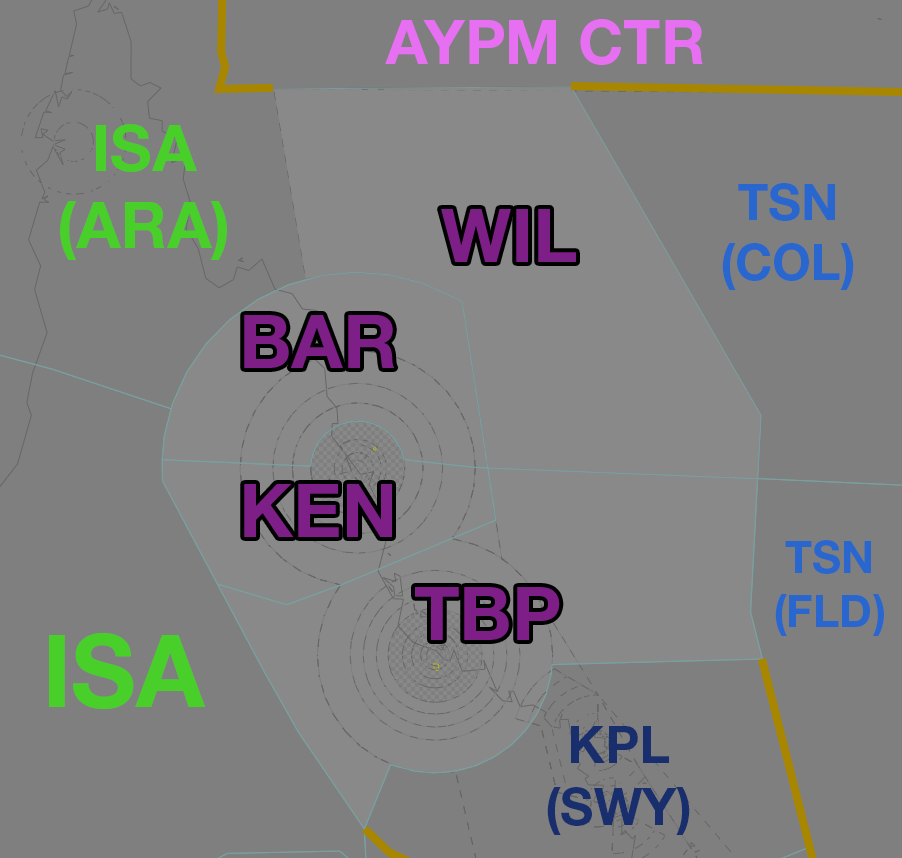 AYPM CTR
ISA
(ARA)
TSN
(COL)
WIL
BAR
KEN
TSN
(FLD)
TBP
ISA
KPL
(SWY)